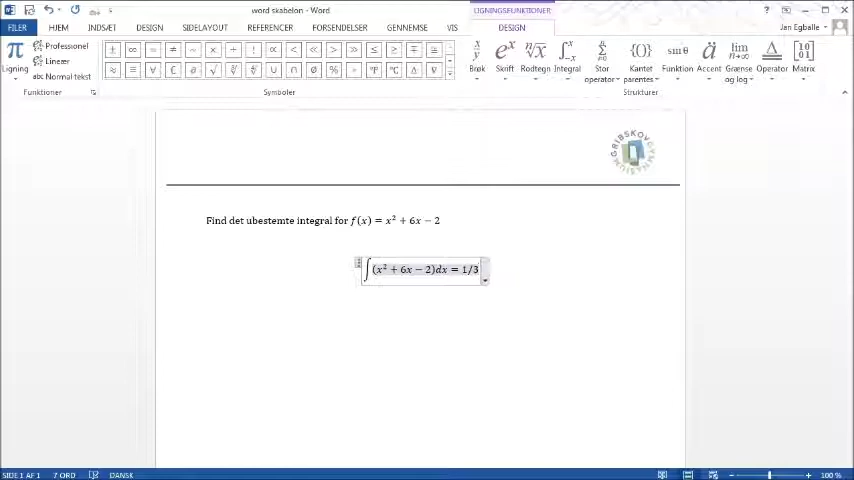 word skabelon - Word
LIGNINGSFUNKTIONER
FILER HJEM INDSÆT DESIGN SIDELAYOUT REFERENCER FORSENDELSER GENNEMSE VIS DESIGN Jan Egballe
π Professionel
Lineær
abc Normal tekst
Ligning
± ∞ = ≠ ~ × ÷ ! ∝ < ≪ > ≫ ≤ ≥ ∓ ≅
≈ ≡ ∀ ∁ ∂ √ ∛ ∜ ∪ ∩ ∅ % ° °F °C ∆ ∇
Brøk Skrift Rodtegn Integral Stor operator Kantet parentes Funktion Accent Grænse og log Operator Matrix
Funktioner Symboler Strukturer
GRIBSKOV GYMNASIUM
Find det ubestemte integral for f(x) = x² + 6x − 2
∫(x² + 6x − 2)dx = 1/3
SIDE 1 AF 1 7 ORD DANSK 100 %